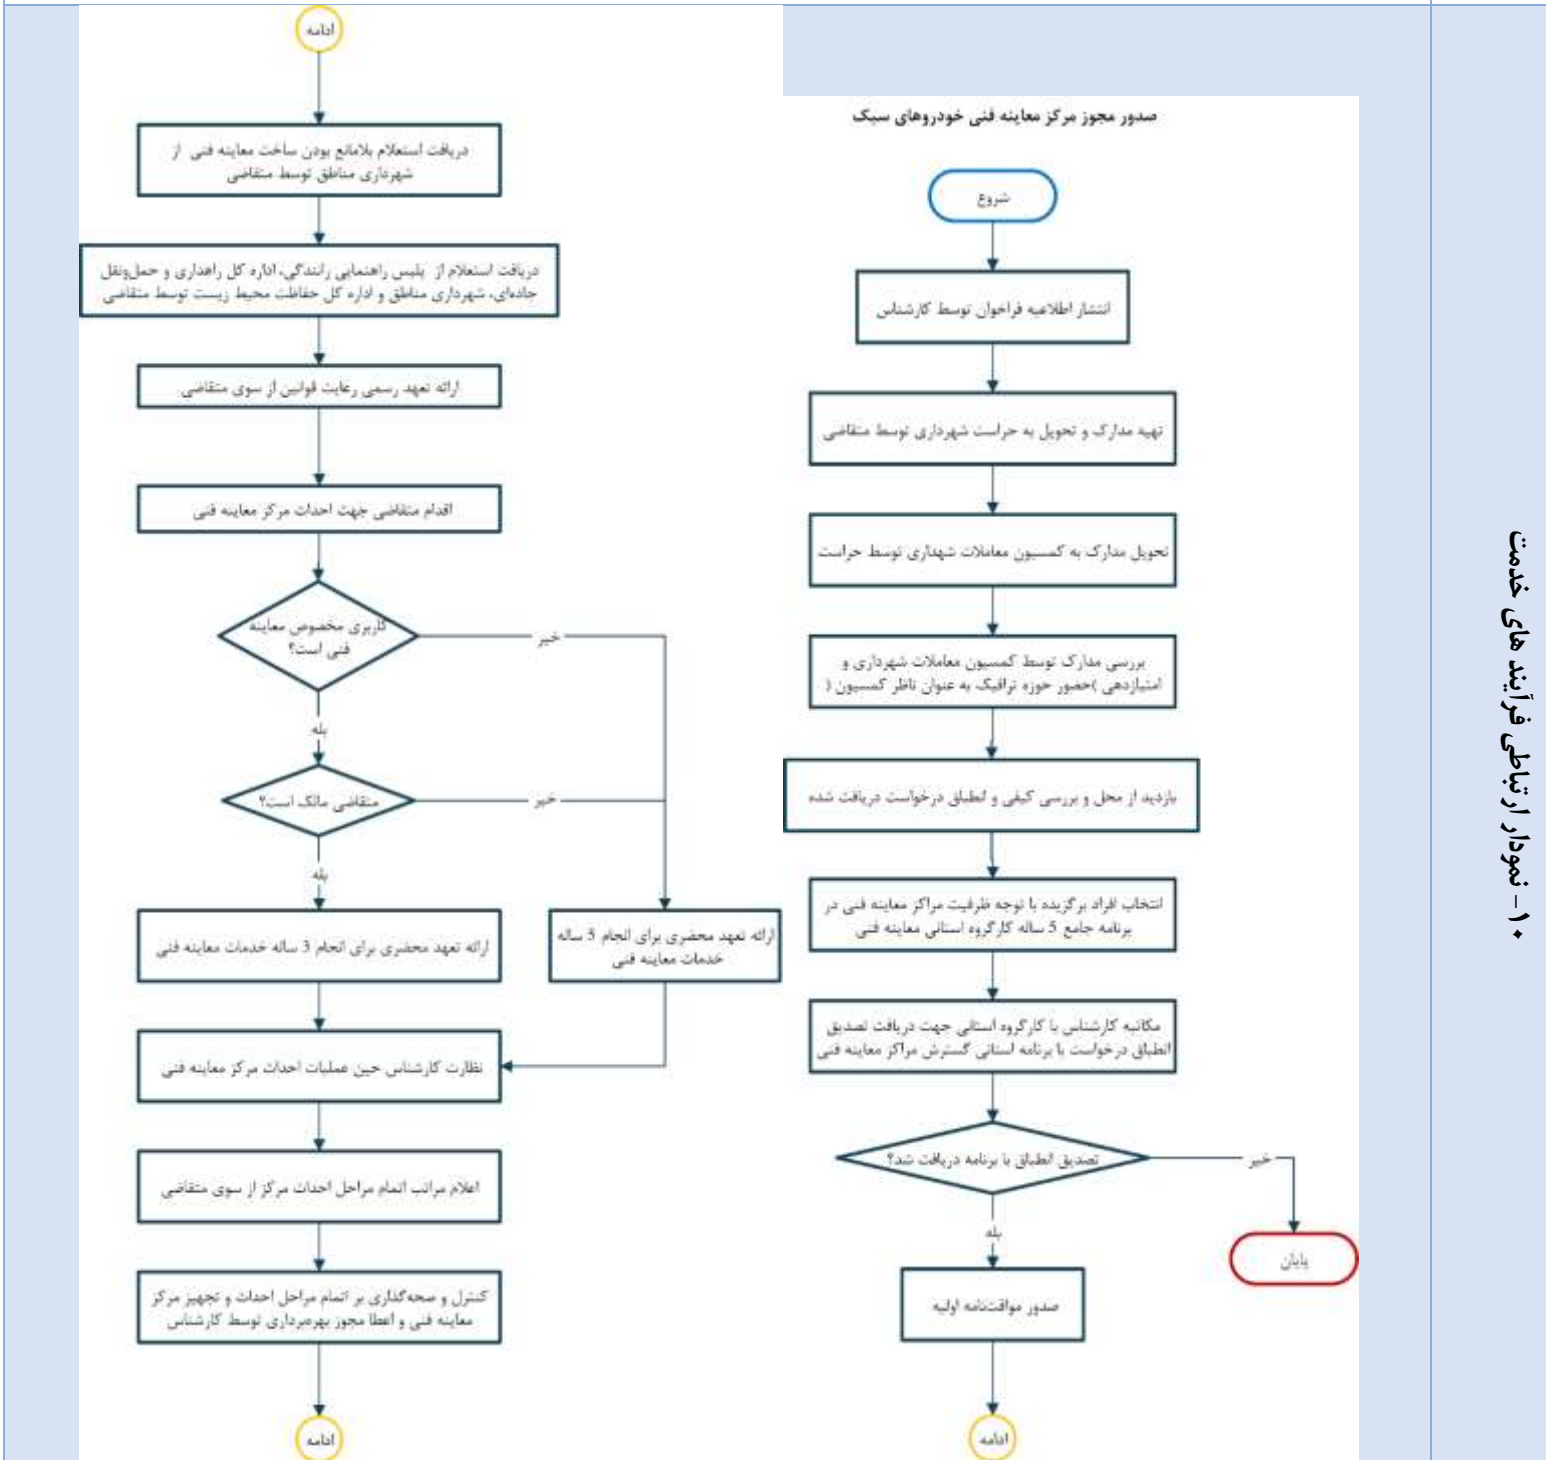 ۱۰- نمودار ارتباطی فرآیند های خدمت
صدور مجوز مرکز معاینه فنی خودروهای سبک
شروع
انتشار اطلاعیه فراخوان توسط کارشناس
تهیه مدارک و تحویل به حراست شهرداری توسط متقاضی
تحویل مدارک به کمسیون معاملات شهداری توسط حراست
بررسی مدارک توسط کمسیون معاملات شهرداری و
امتیازدهی )حضور حوزه ترافیک به عنوان ناظر کمسیون (
بازدید از محل و بررسی کیفی و انطباق درخواست دریافت شده
انتخاب افراد برگزیده با توجه ظرفیت مراکز معاینه فنی در
برنامه جامع 5 ساله کارگروه استانی معاینه فنی
مکاتبه کارشناس با کارگروه استانی جهت دریافت تصدیق
انطباق درخواست با برنامه استانی گسترش مراکز معاینه فنی
تصدیق انطباق با برنامه دریافت شد؟
خیر
پایان
بله
صدور موافقت‌نامه اولیه
ادامه
ادامه
دریافت استعلام بلامانع بودن ساخت معاینه فنی از
شهرداری مناطق توسط متقاضی
دریافت استعلام از پلیس راهنمایی رانندگی، اداره کل راهداری و حمل‌ونقل
جاده‌ای، شهرداری مناطق و اداره کل حفاظت محیط زیست توسط متقاضی
ارائه تعهد رسمی رعایت قوانین از سوی متقاضی
اقدام متقاضی جهت احداث مرکز معاینه فنی
کاربری مخصوص معاینه
فنی است؟
خیر
بله
متقاضی مالک است؟
خیر
بله
ارائه تعهد محضری برای انجام 3 ساله خدمات معاینه فنی
ارائه تعهد محضری برای انجام 5 ساله
خدمات معاینه فنی
نظارت کارشناس حین عملیات احداث مرکز معاینه فنی
اعلام مراتب اتمام مراحل احداث مرکز از سوی متقاضی
کنترل و صحه‌گذاری بر اتمام مراحل احداث و تجهیز مرکز
معاینه فنی و اعطا مجوز بهره‌برداری توسط کارشناس
ادامه